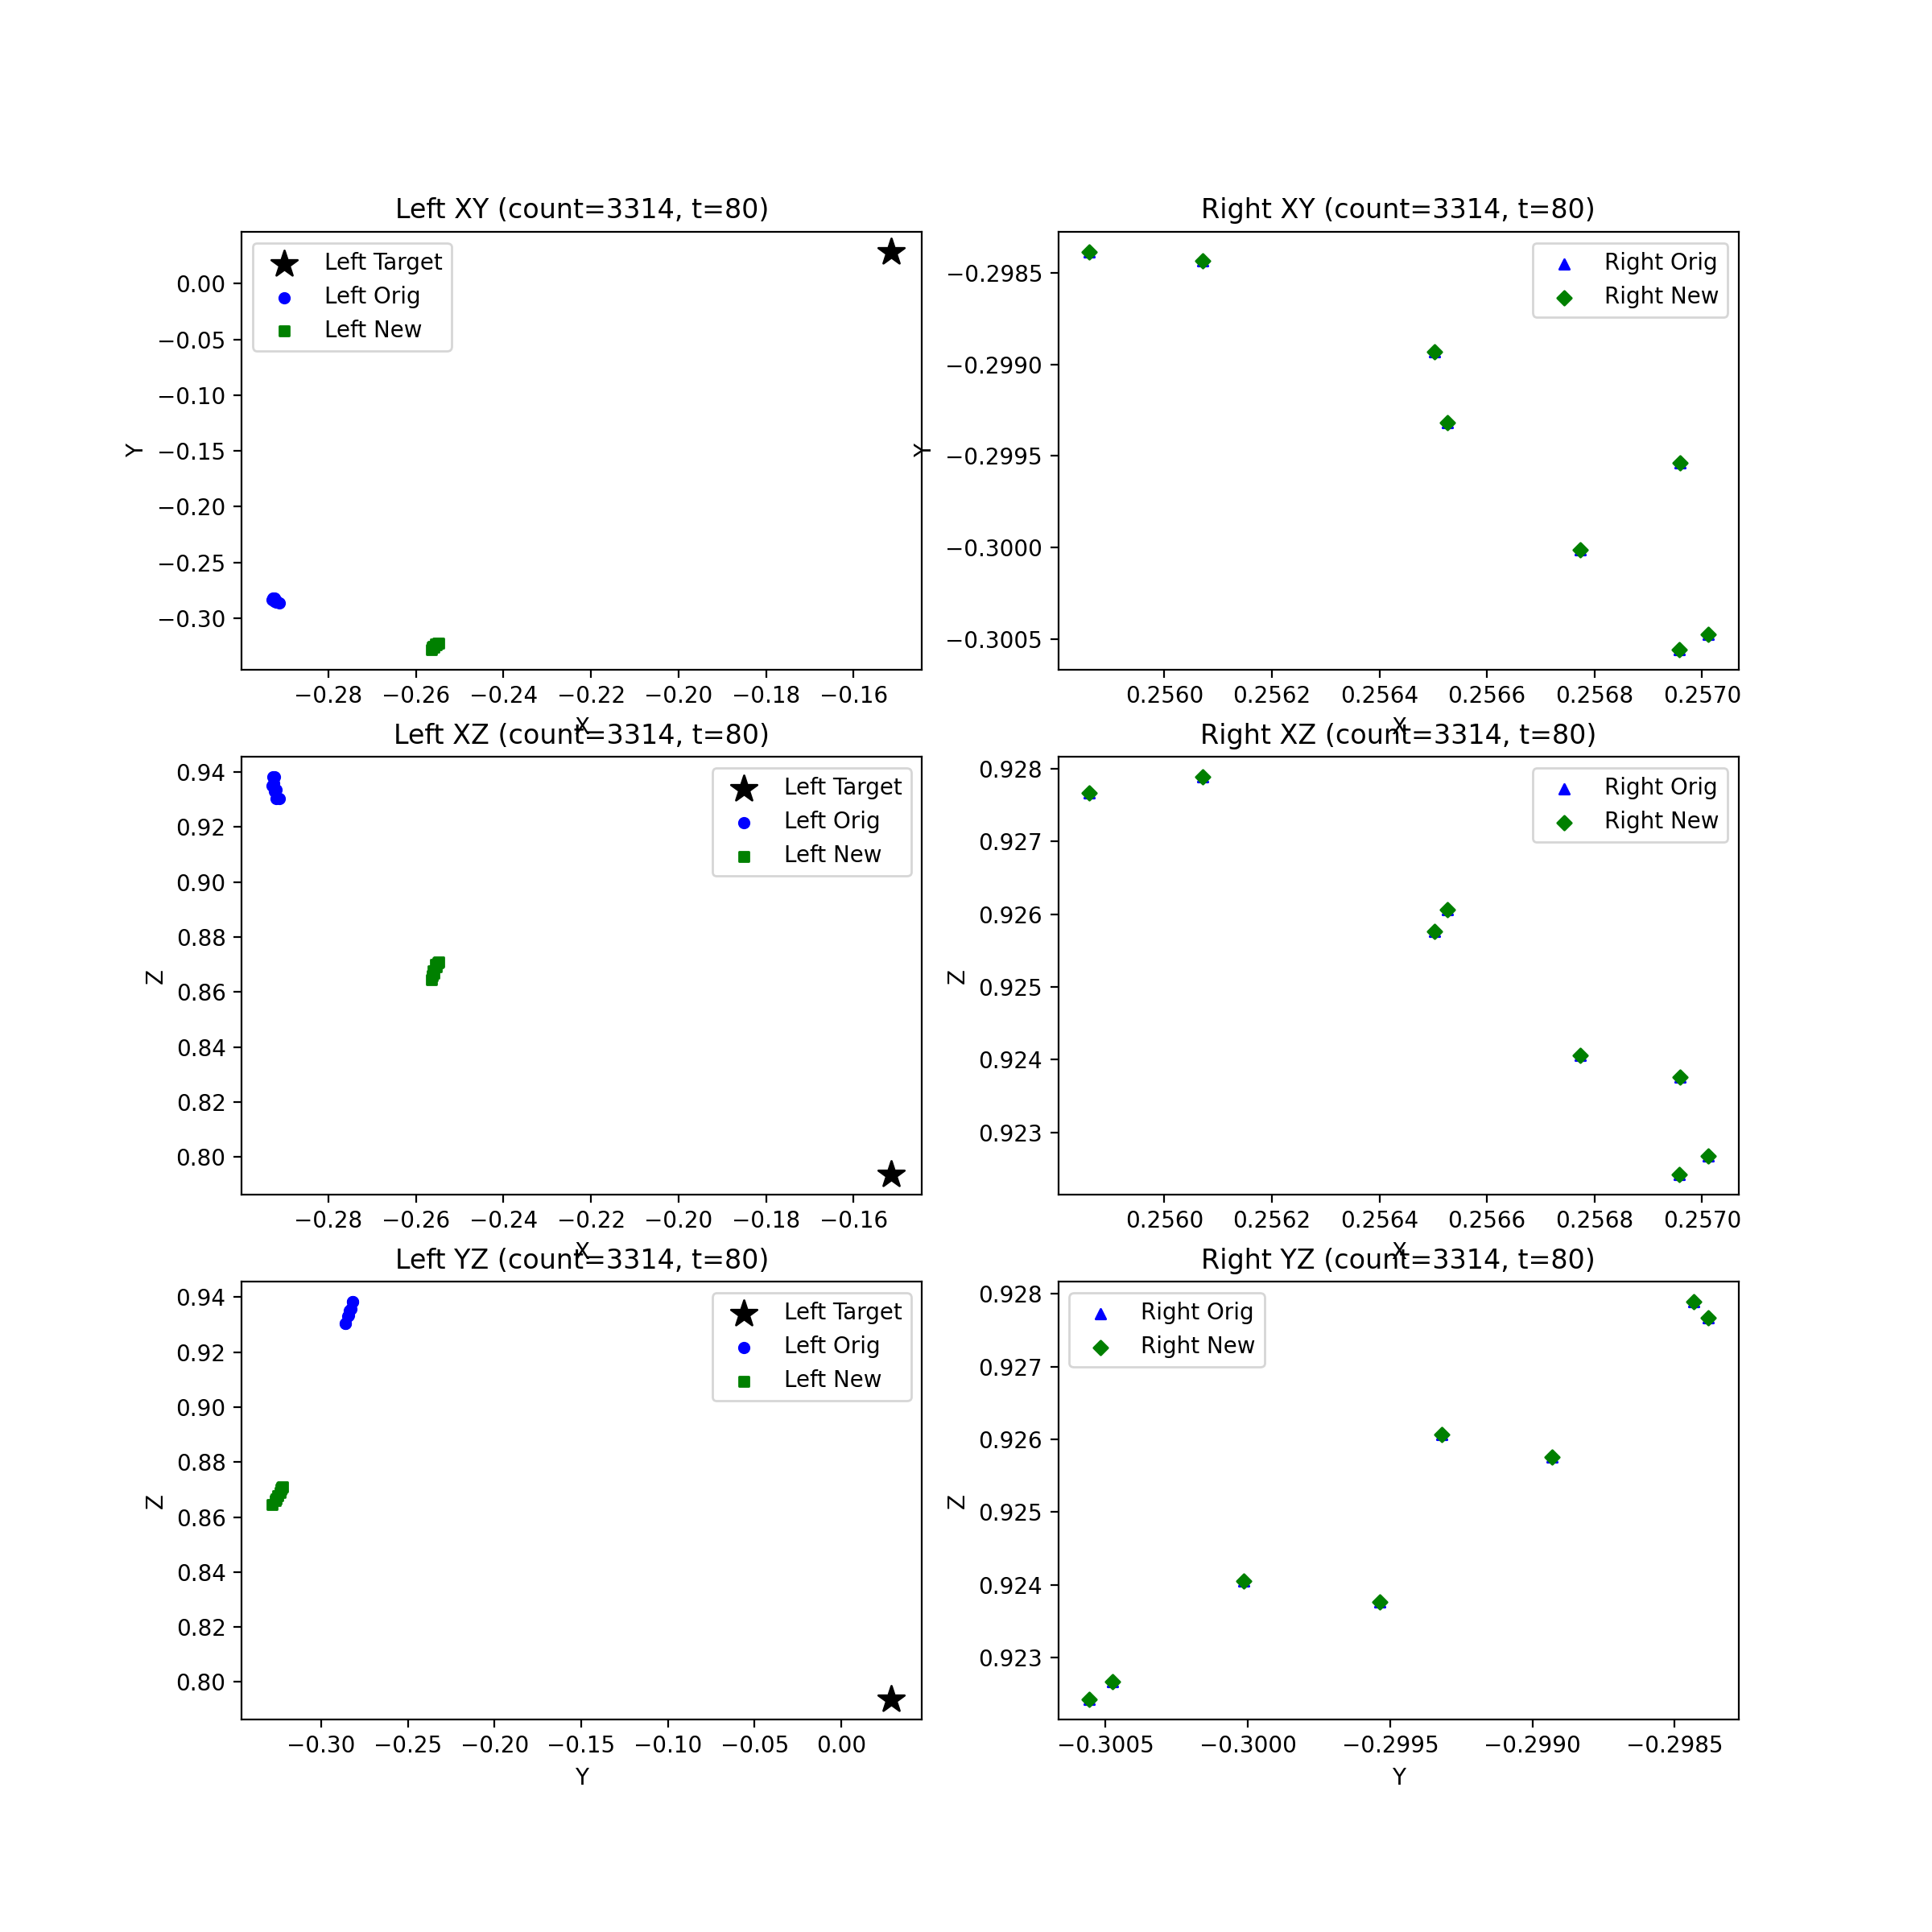 Left XY (count=3314, t=80)
Left Target
Left Orig
Left New
0.00
−0.05
−0.10
−0.15
−0.20
−0.25
−0.30
Y
−0.28 −0.26 −0.24 −0.22 −0.20 −0.18 −0.16
X
Right XY (count=3314, t=80)
Right Orig
Right New
−0.2985
−0.2990
−0.2995
−0.3000
−0.3005
Y
0.2560 0.2562 0.2564 0.2566 0.2568 0.2570
X
Left XZ (count=3314, t=80)
Left Target
Left Orig
Left New
0.94
0.92
0.90
0.88
0.86
0.84
0.82
0.80
Z
−0.28 −0.26 −0.24 −0.22 −0.20 −0.18 −0.16
X
Right XZ (count=3314, t=80)
Right Orig
Right New
0.928
0.927
0.926
0.925
0.924
0.923
Z
0.2560 0.2562 0.2564 0.2566 0.2568 0.2570
X
Left YZ (count=3314, t=80)
Left Target
Left Orig
Left New
0.94
0.92
0.90
0.88
0.86
0.84
0.82
0.80
Z
−0.30 −0.25 −0.20 −0.15 −0.10 −0.05 0.00
Y
Right YZ (count=3314, t=80)
Right Orig
Right New
0.928
0.927
0.926
0.925
0.924
0.923
Z
−0.3005 −0.3000 −0.2995 −0.2990 −0.2985
Y